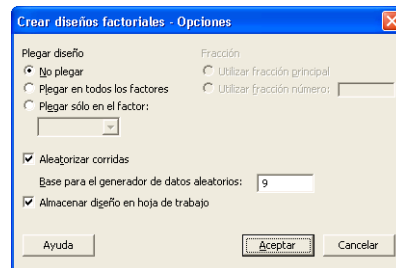 Crear diseños factoriales - Opciones
Plegar diseño
No plegar
Plegar en todos los factores
Plegar sólo en el factor:
Fracción
Utilizar fracción principal
Utilizar fracción número:
Aleatorizar corridas
Base para el generador de datos aleatorios: 9
Almacenar diseño en hoja de trabajo
Ayuda
Aceptar
Cancelar